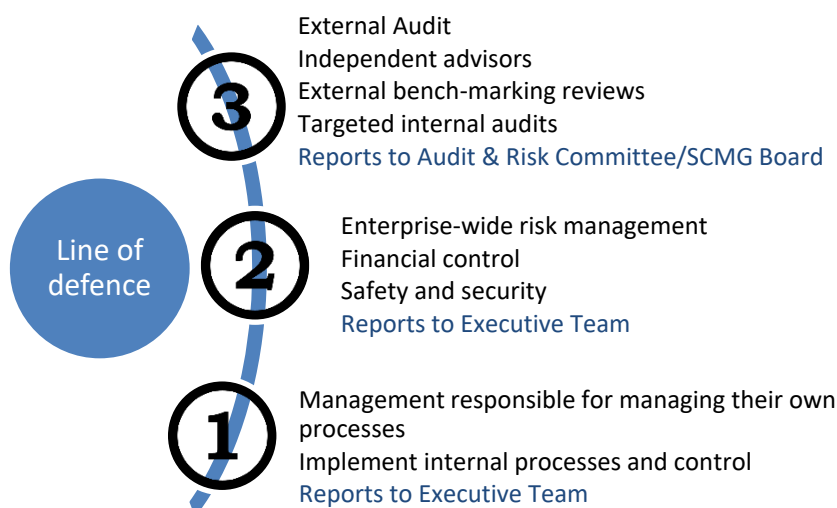 External Audit
Independent advisors
External bench-marking reviews
Targeted internal audits
Reports to Audit & Risk Committee/SCMG Board
3
Line of
defence
Enterprise-wide risk management
Financial control
Safety and security
Reports to Executive Team
2
Management responsible for managing their own
processes
Implement internal processes and control
Reports to Executive Team
1